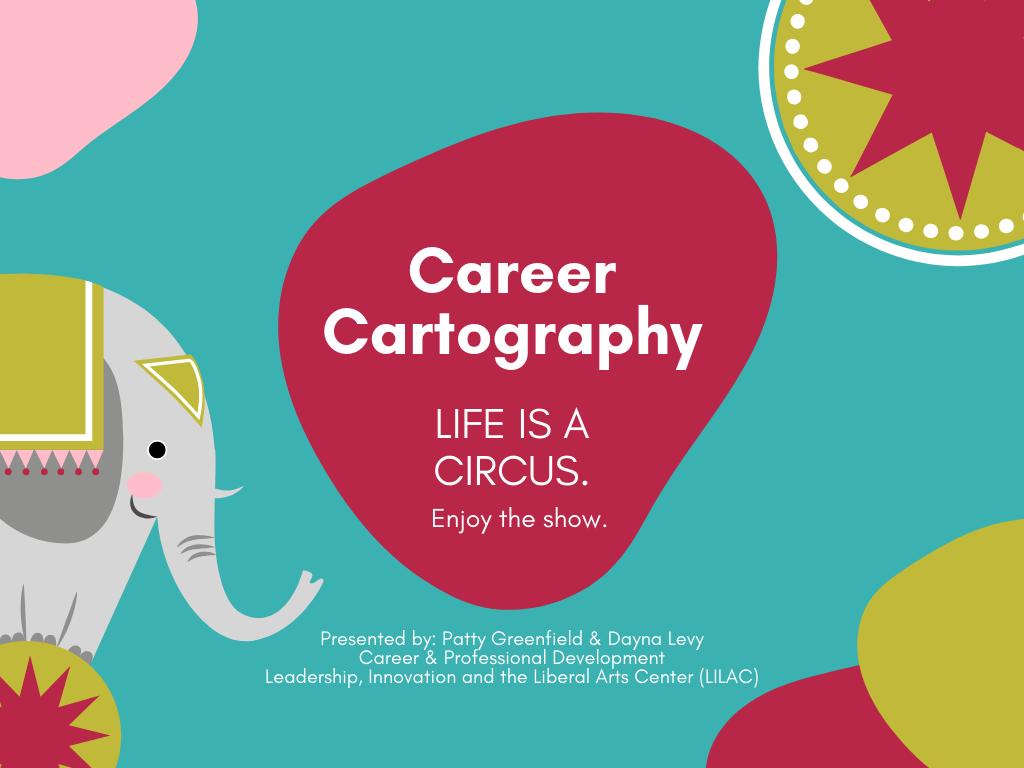 Career
Cartography
LIFE IS A
CIRCUS.
Enjoy the show.
Presented by: Patty Greenfield & Dayna Levy
Career & Professional Development
Leadership, Innovation and the Liberal Arts Center (LILAC)